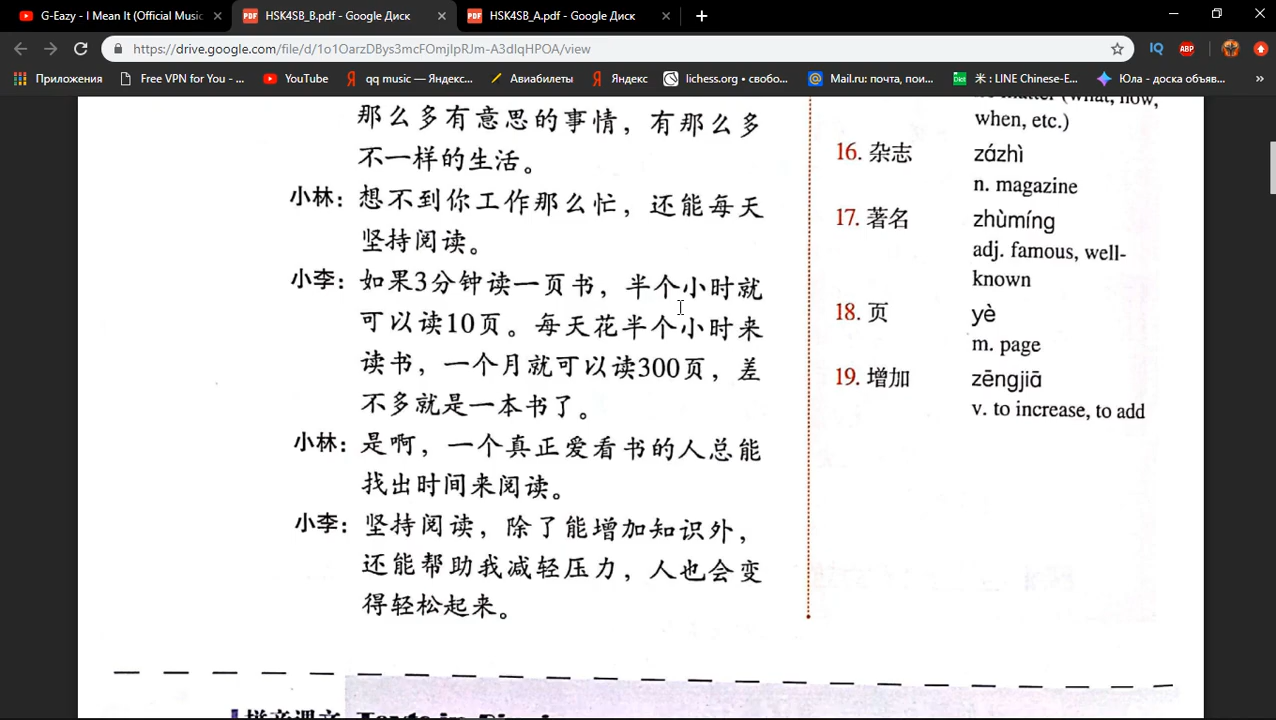 G-Eazy - I Mean It (Official Music
HSK4SB_B.pdf - Google Диск
HSK4SB_A.pdf - Google Диск
https://drive.google.com/file/d/1o1OarzDBys3mcFOmjIpRJm-A3dIqHPOA/view
Приложения
Free VPN for You - ...
YouTube
qq music — Яндекс...
Авиабилеты
Яндекс
lichess.org • свобо...
Mail.ru: почта, пои...
米 : LINE Chinese-E...
Юла - доска объяв...
那么多有意思的事情，有那么多
不一样的生活。
小林：想不到你工作那么忙，还能每天
坚持阅读。
小李：如果3分钟读一页书，半个小时就
可以读10页。每天花半个小时来
读书，一个月就可以读300页，差
不多就是一本书了。
小林：是啊，一个真正爱看书的人总能
找出时间来阅读。
小李：坚持阅读，除了能增加知识外，
还能帮助我减轻压力，人也会变
得轻松起来。
matter (what, how,
when, etc.)
16. 杂志 zázhì
n. magazine
17. 著名 zhùmíng
adj. famous, well-
known
18. 页 yè
m. page
19. 增加 zēngjiā
v. to increase, to add